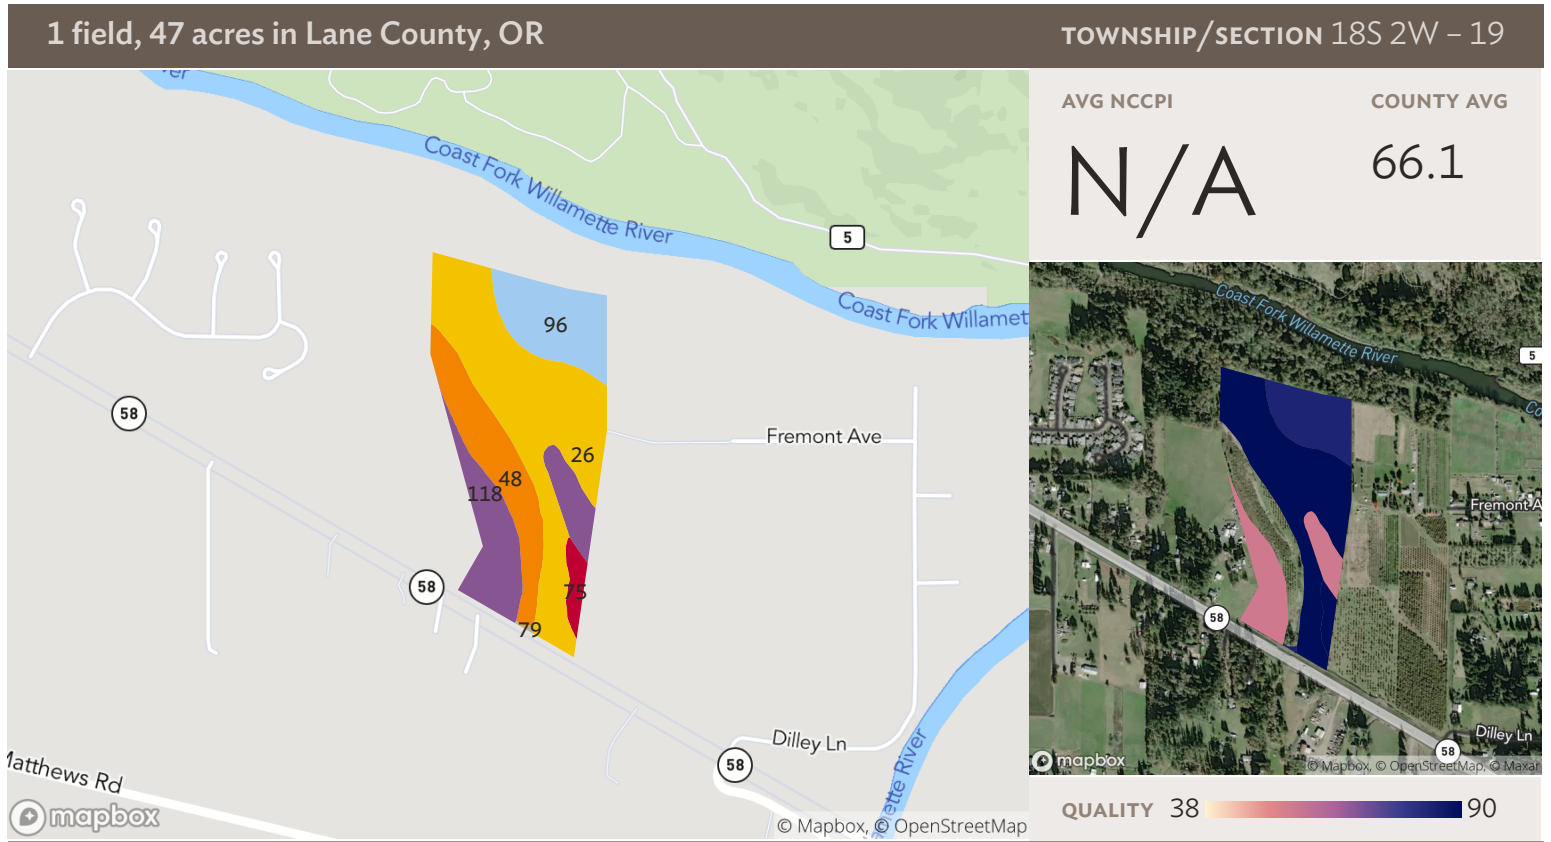 1 field, 47 acres in Lane County, OR
TOWNSHIP/SECTION 18S 2W – 19
AVG NCCPI
COUNTY AVG
N/A
66.1
ver
Coast Fork Willamette River
5
Coast Fork Willamet
96
58
Fremont Ave
26
48
118
58
75
79
Dilley Ln
58
Matthews Rd
mette River
mapbox
© Mapbox, © OpenStreetMap
Coast Fork Willamette River
5
Co
Fremont A
58
Dilley Ln
58
mapbox
© Mapbox, © OpenStreetMap, © Maxar
QUALITY 38 90